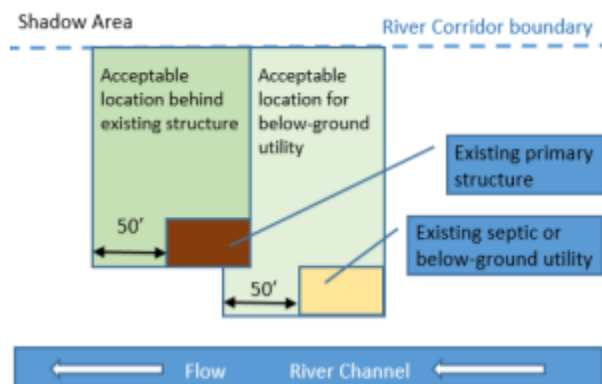 Shadow Area
River Corridor boundary
Acceptable
location behind
existing structure
Acceptable
location for
below-ground
utility
Existing primary
structure
50’
Existing septic or
below-ground utility
50’
Flow
River Channel